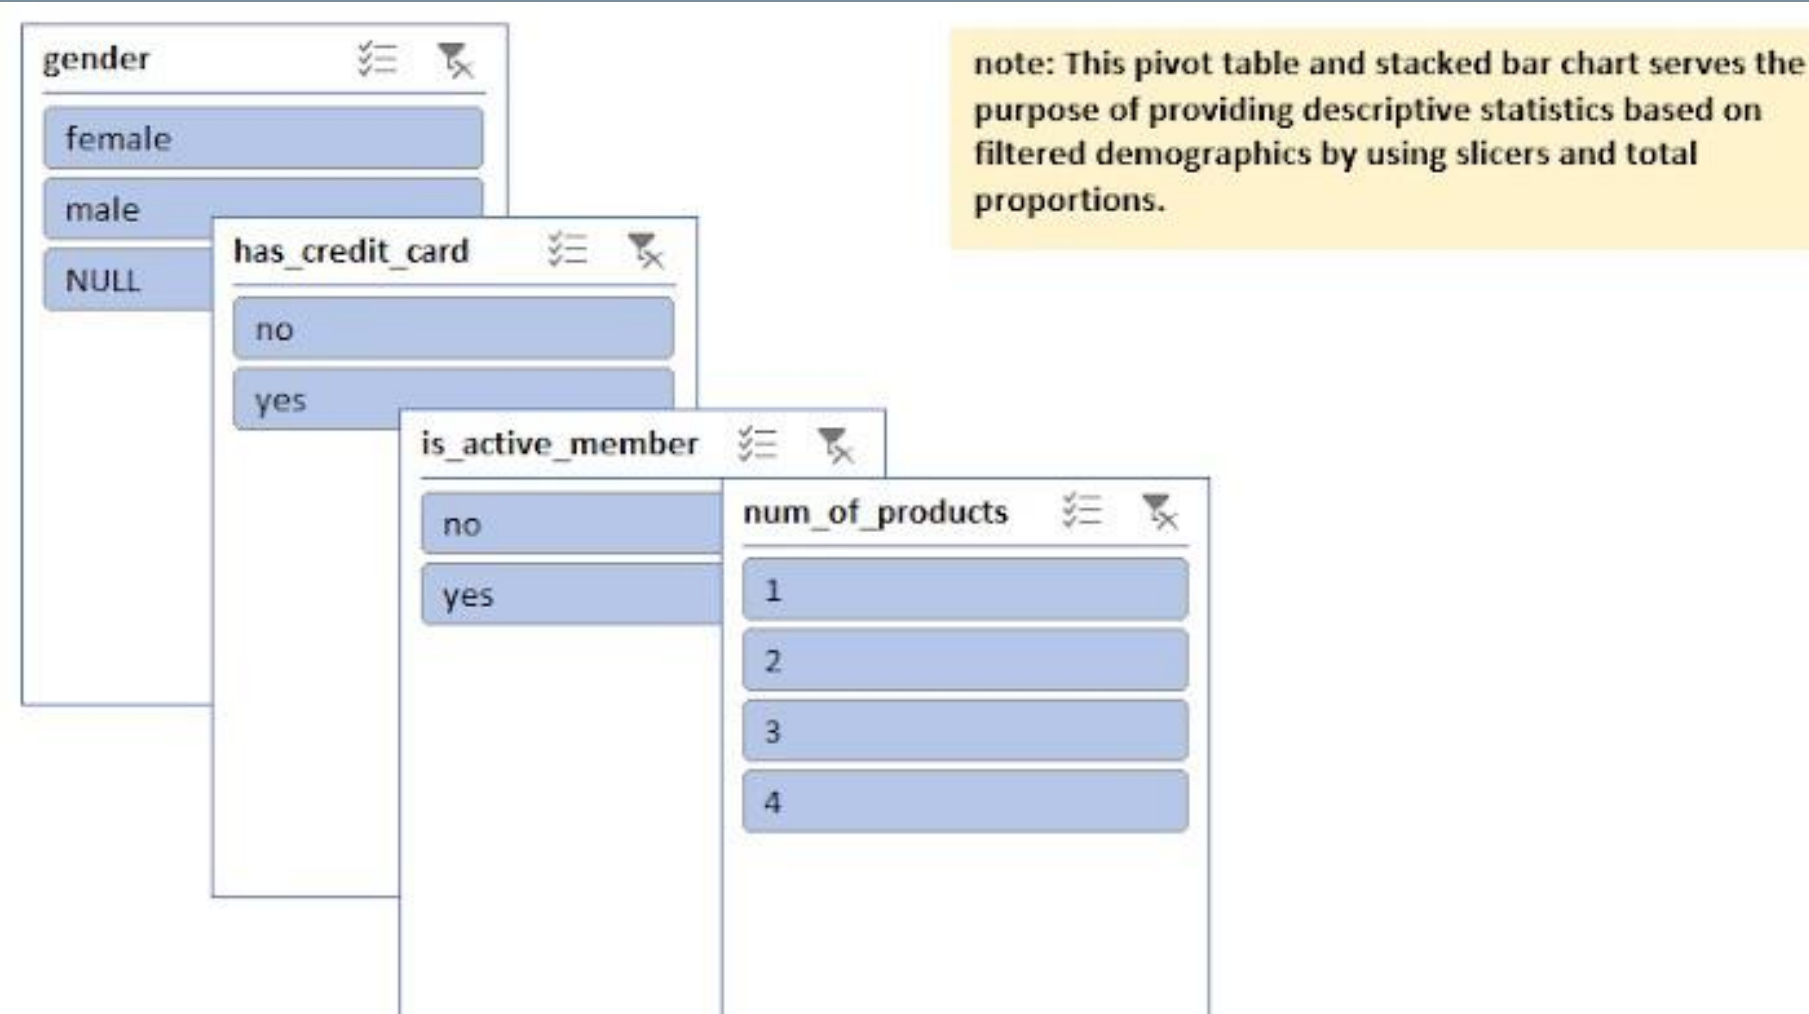 gender
female
male
NULL
has_credit_card
no
yes
is_active_member
no
yes
num_of_products
1
2
3
4
note: This pivot table and stacked bar chart serves the
purpose of providing descriptive statistics based on
filtered demographics by using slicers and total
proportions.